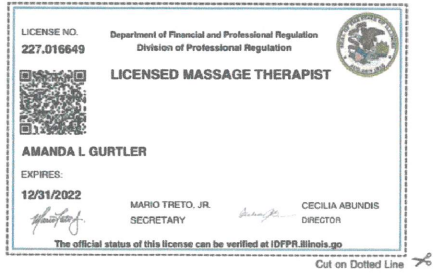 LICENSE NO.
227.016649
Department of Financial and Professional Regulation
Division of Professional Regulation
LICENSED MASSAGE THERAPIST
AMANDA L GURTLER
EXPIRES:
12/31/2022
MARIO TRETO, JR.
SECRETARY
CECILIA ABUNDIS
DIRECTOR
The official status of this license can be verified at IDFPR.illinois.go
Cut on Dotted Line